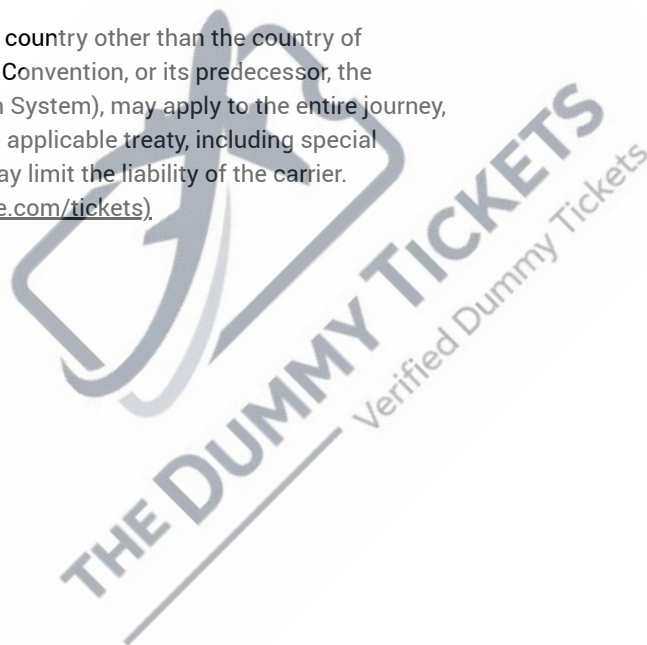 country other than the country of
Convention, or its predecessor, the
n System), may apply to the entire journey,
applicable treaty, including special
ay limit the liability of the carrier.
e.com/tickets)
THE DUMMY TICKETS
Verified Dummy Tickets